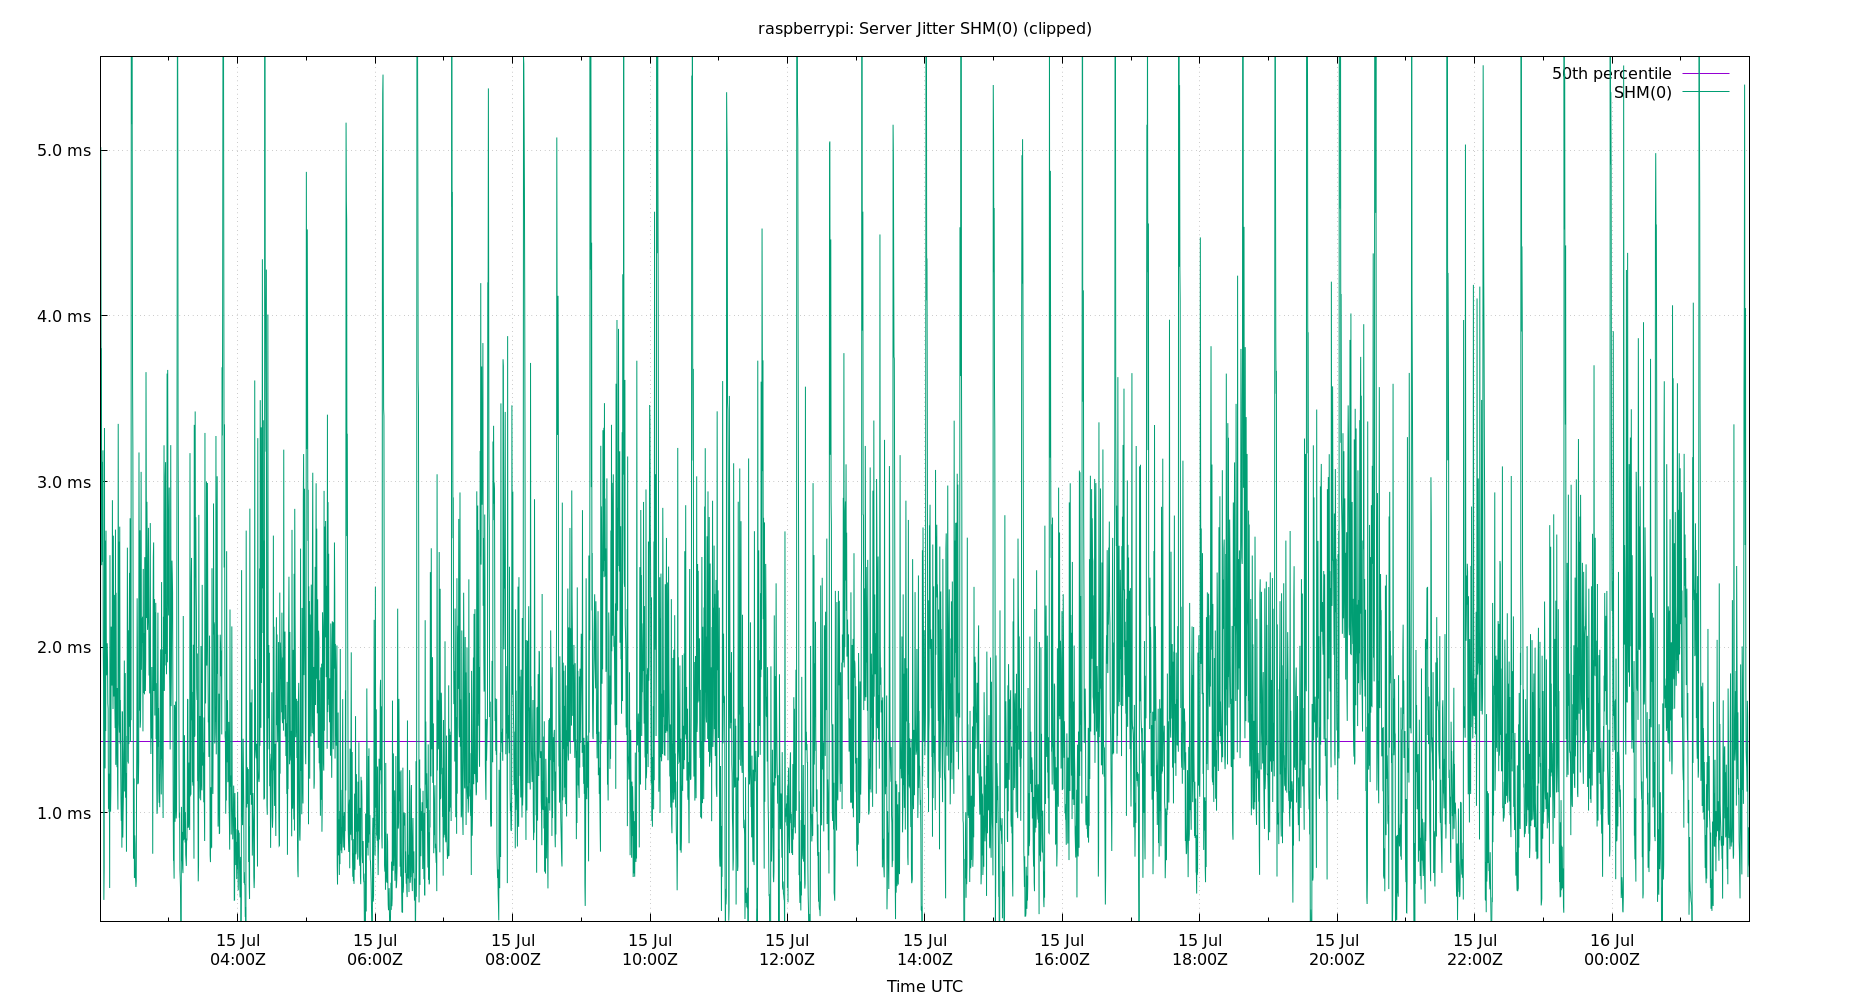 raspberrypi: Server Jitter SHM(0) (clipped)
50th percentile
SHM(0)
5.0 ms
4.0 ms
3.0 ms
2.0 ms
1.0 ms
15 Jul 15 Jul 15 Jul 15 Jul 15 Jul 15 Jul 15 Jul 15 Jul 15 Jul 15 Jul 16 Jul
04:00Z 06:00Z 08:00Z 10:00Z 12:00Z 14:00Z 16:00Z 18:00Z 20:00Z 22:00Z 00:00Z
Time UTC